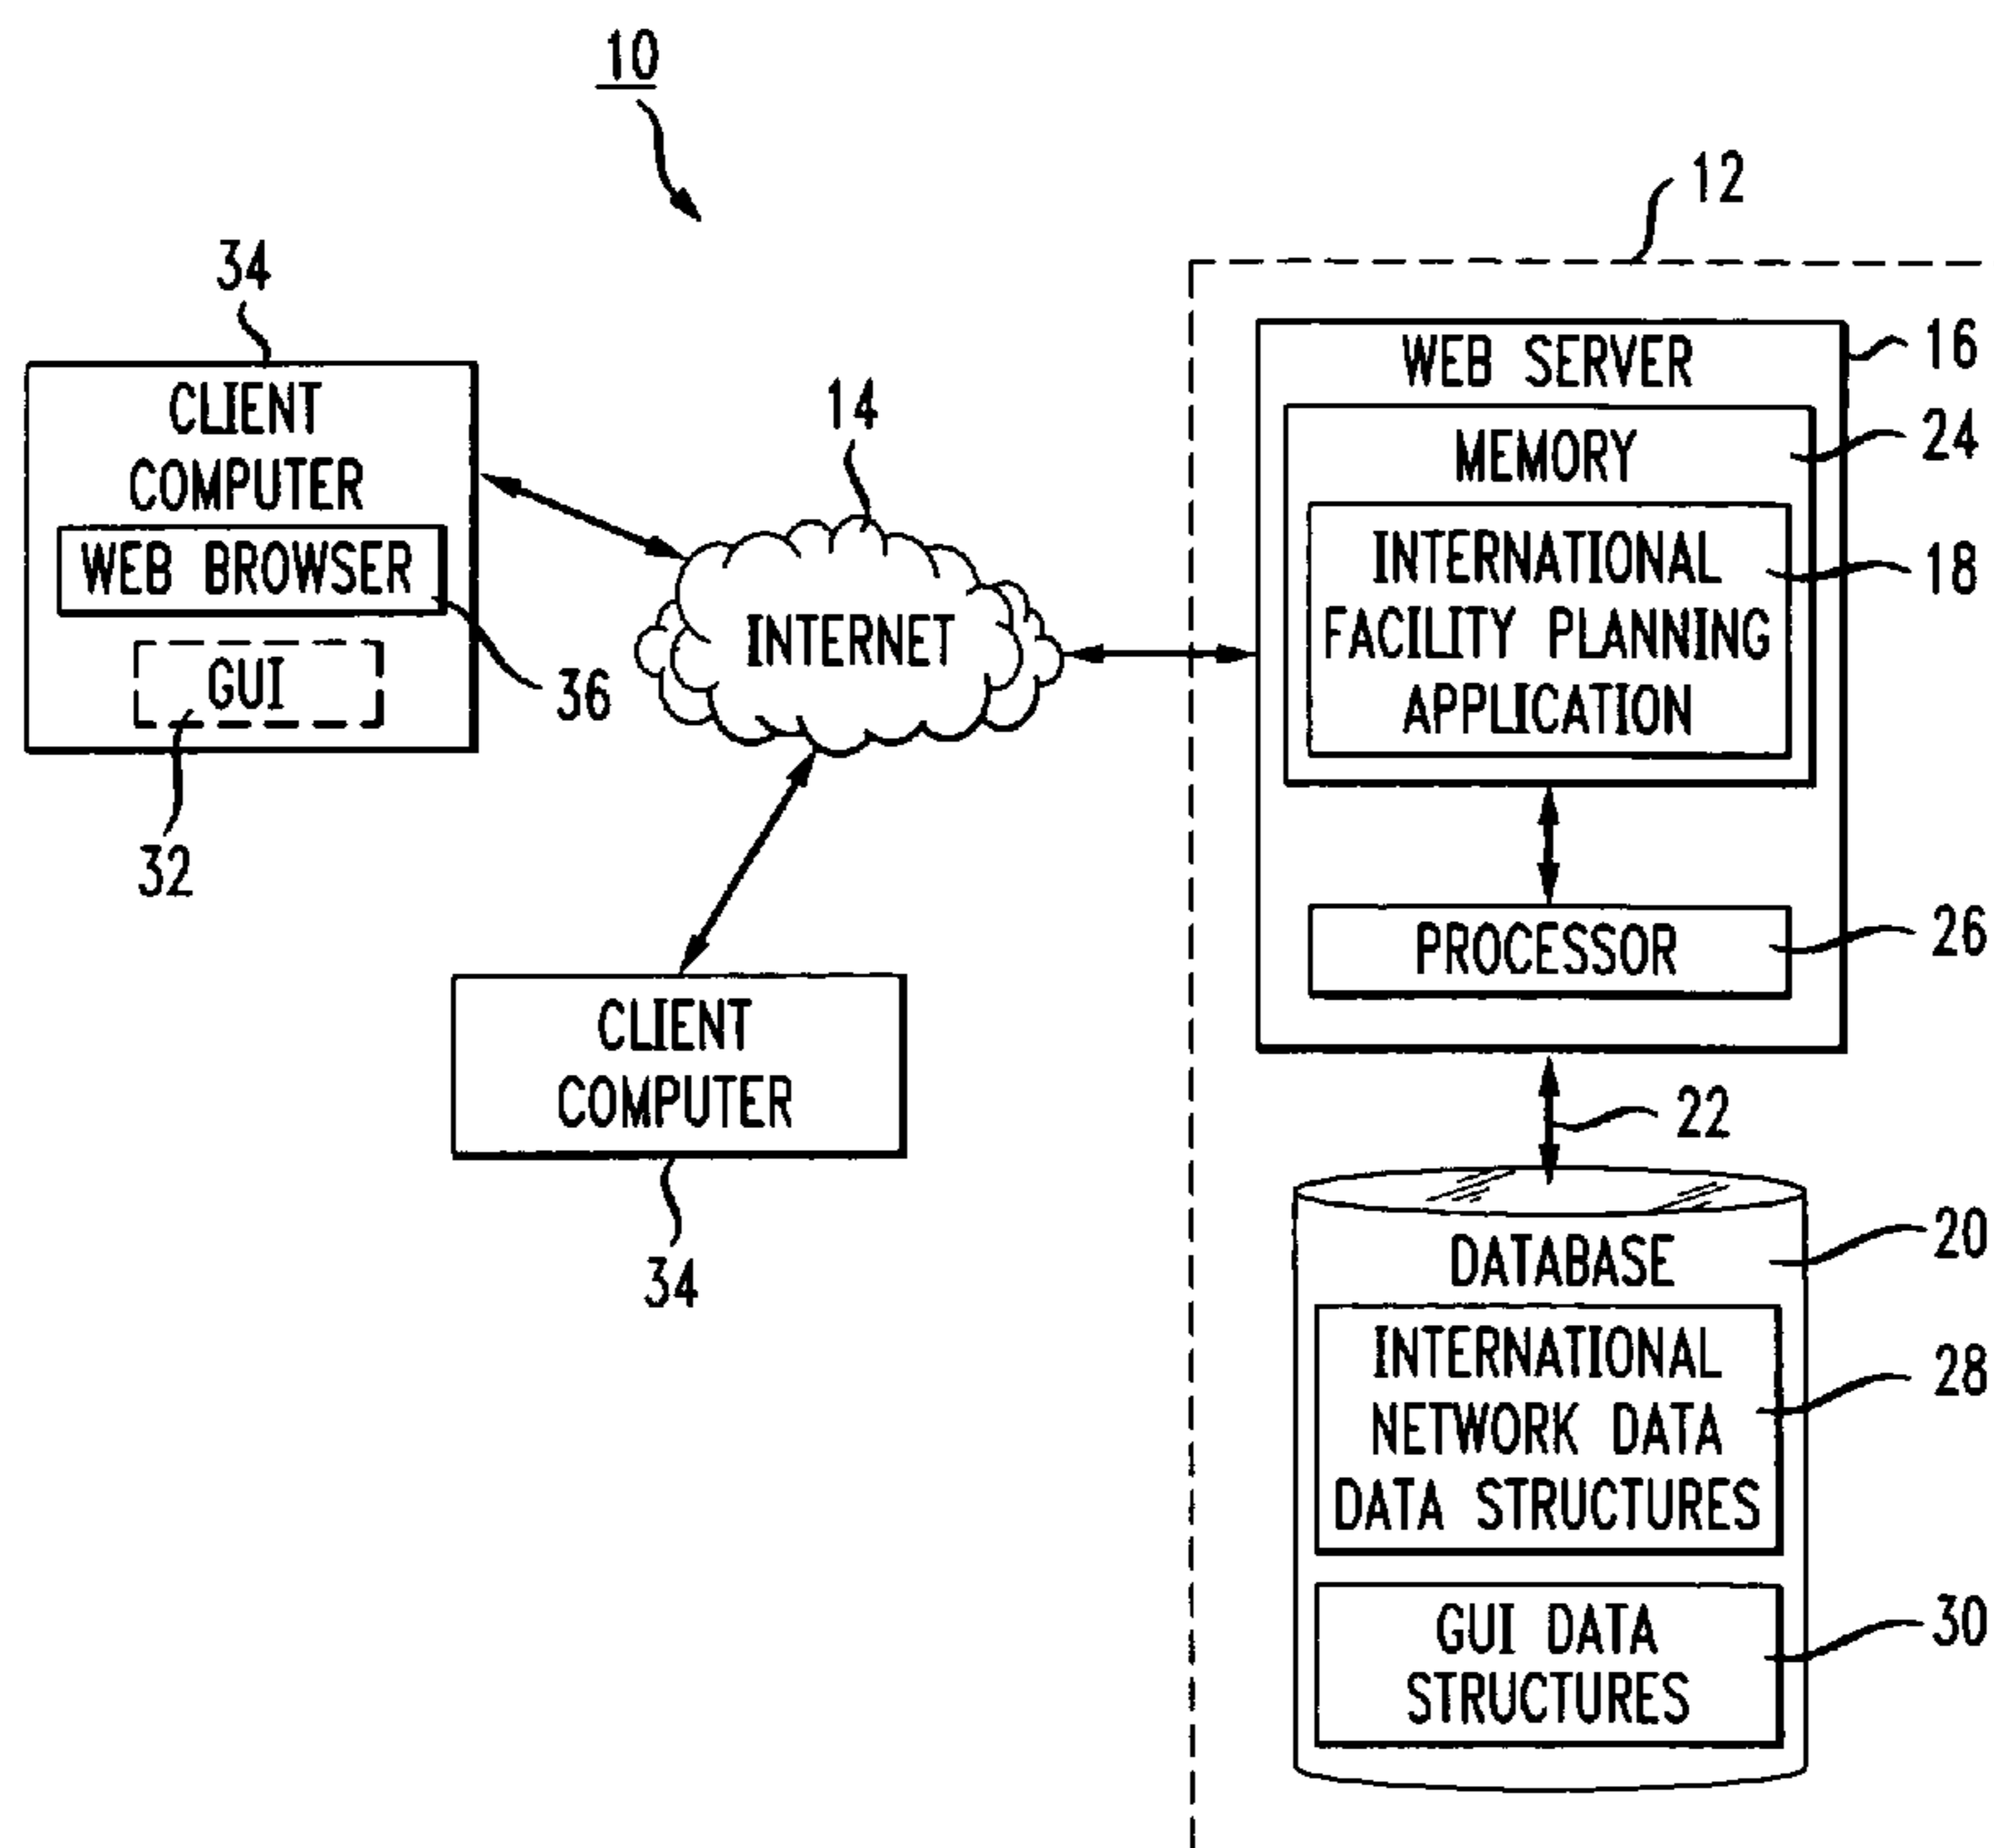 10
12
34
CLIENT
COMPUTER
WEB BROWSER
GUI
36
32
14
INTERNET
CLIENT
COMPUTER
34
WEB SERVER
16
MEMORY
24
INTERNATIONAL
FACILITY PLANNING
APPLICATION
18
PROCESSOR
26
22
DATABASE
20
INTERNATIONAL
NETWORK DATA
DATA STRUCTURES
28
GUI DATA
STRUCTURES
30